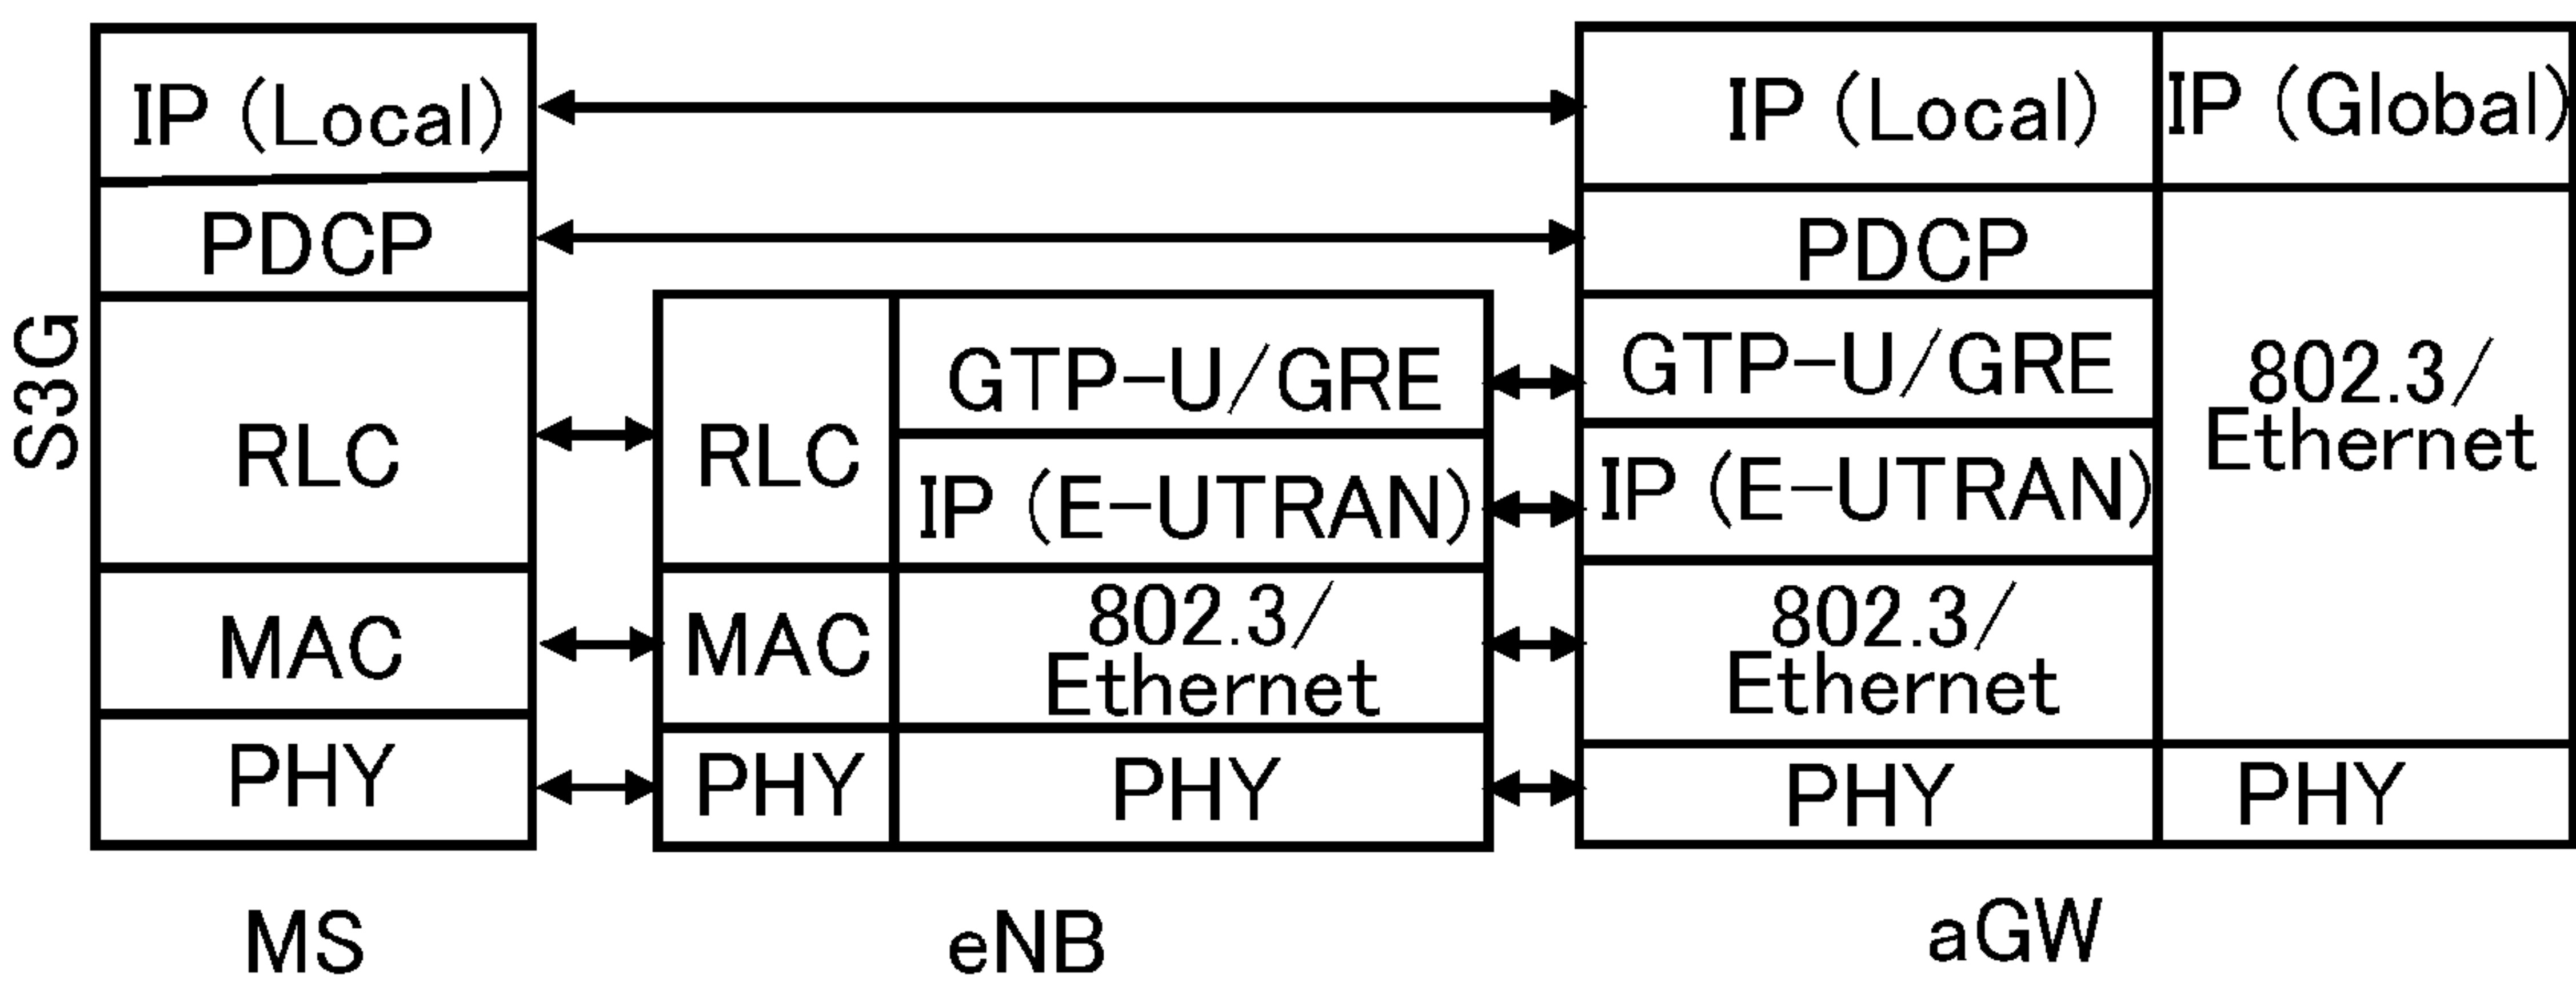 S3G
IP (Local)
PDCP
RLC
MAC
PHY
MS
RLC
MAC
PHY
GTP-U/GRE
IP (E-UTRAN)
802.3/
Ethernet
PHY
eNB
IP (Local)
PDCP
GTP-U/GRE
IP (E-UTRAN)
802.3/
Ethernet
PHY
IP (Global)
802.3/
Ethernet
PHY
aGW